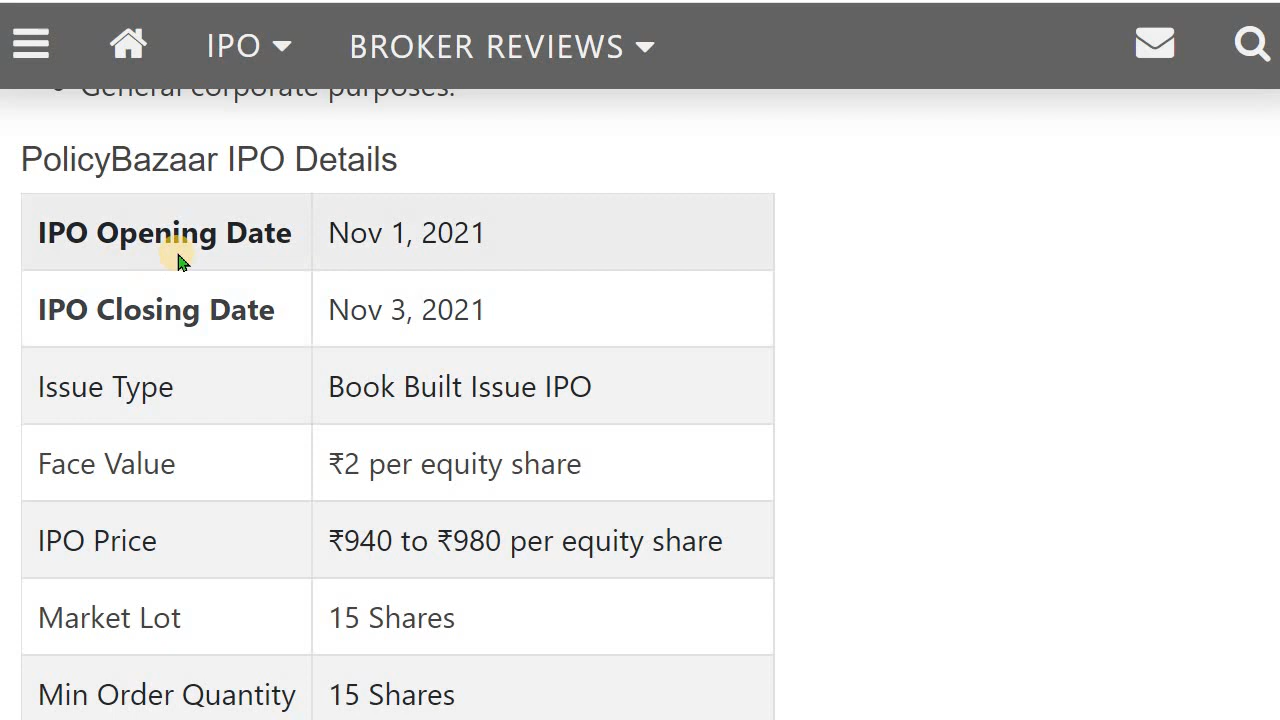 IPO BROKER REVIEWS
General corporate purposes.
PolicyBazaar IPO Details
IPO Opening Date Nov 1, 2021
IPO Closing Date Nov 3, 2021
Issue Type Book Built Issue IPO
Face Value ₹2 per equity share
IPO Price ₹940 to ₹980 per equity share
Market Lot 15 Shares
Min Order Quantity 15 Shares